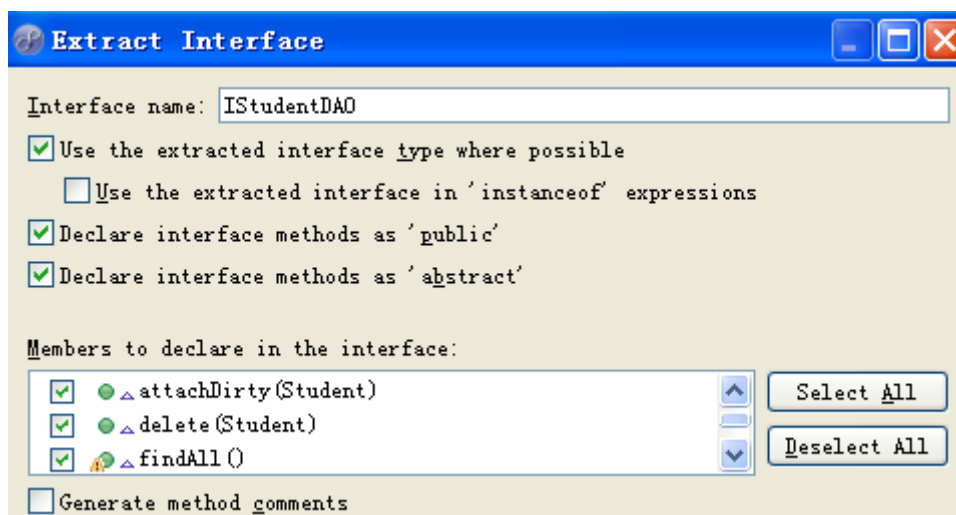 Extract Interface
Interface name: IStudentDAO
Use the extracted interface type where possible
Use the extracted interface in 'instanceof' expressions
Declare interface methods as 'public'
Declare interface methods as 'abstract'
Members to declare in the interface:
attachDirty(Student)
Select All
delete(Student)
Deselect All
findAll()
Generate method comments